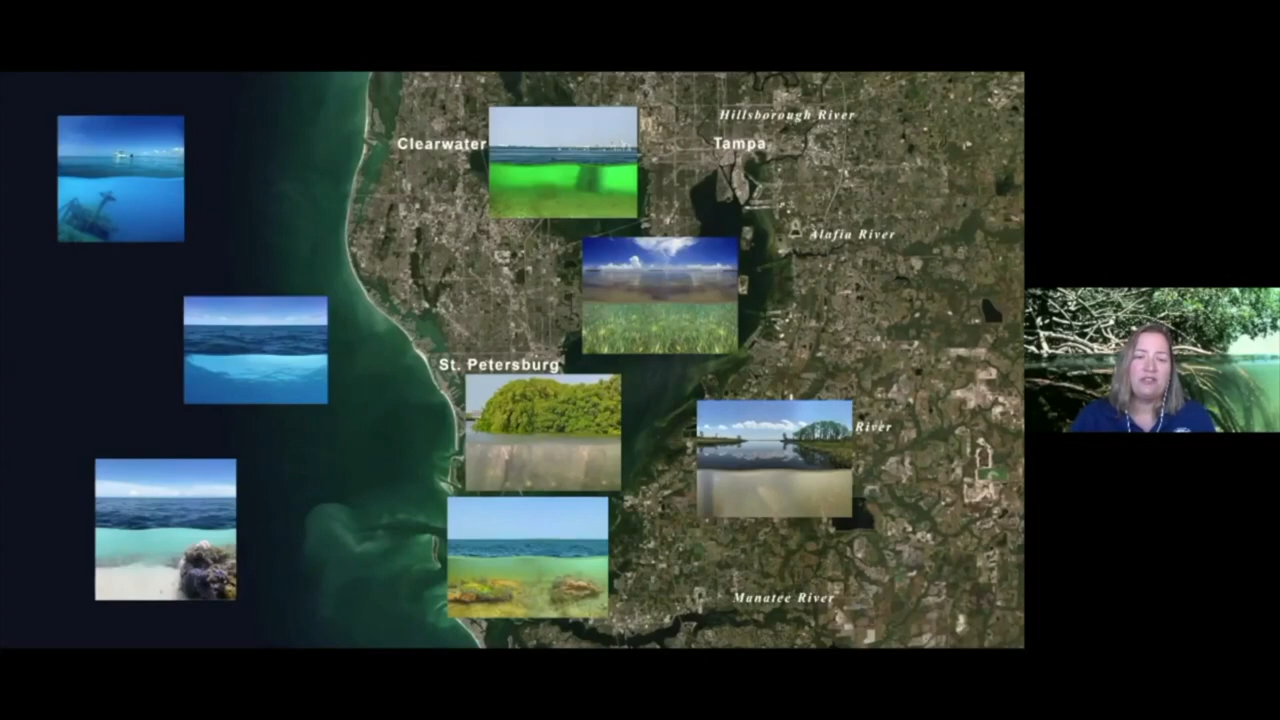 Hillsborough River
Clearwater
Tampa
Alafia River
St. Petersburg
River
Manatee River